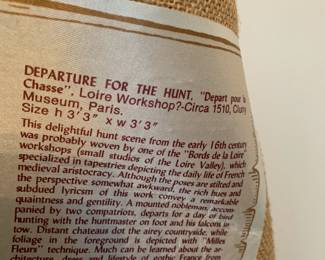 DEPARTURE FOR THE HUNT, "Depart pour la
Chasse". Loire Workshop?-Circa 1510, Cluny
Museum, Paris.
Size h 3'3" x w 3'3"
This delightful hunt scene from the early 16th century
was probably woven by one of the "Bords de la Loire"
workshops (small studios of the Loire Valley), which
specialized in tapestries depicting the daily life of French
medieval aristocracy. Although the poses are stilted and
the perspective somewhat awkward, the rich hues and
subdued lyricism of this work convey a remarkable
quaintness and gentility. A mounted nobleman, accom-
panied by two compatriots, departs for a day of bird
hunting with the huntmaster on foot and his falcons in
tow. Distant chateaus dot the airey countryside, while
foliage in the foreground is depicted with "Milles
Fleurs" technique. Much can be learned about the ar-
chitecture, dress and lifestyle of gothic France from